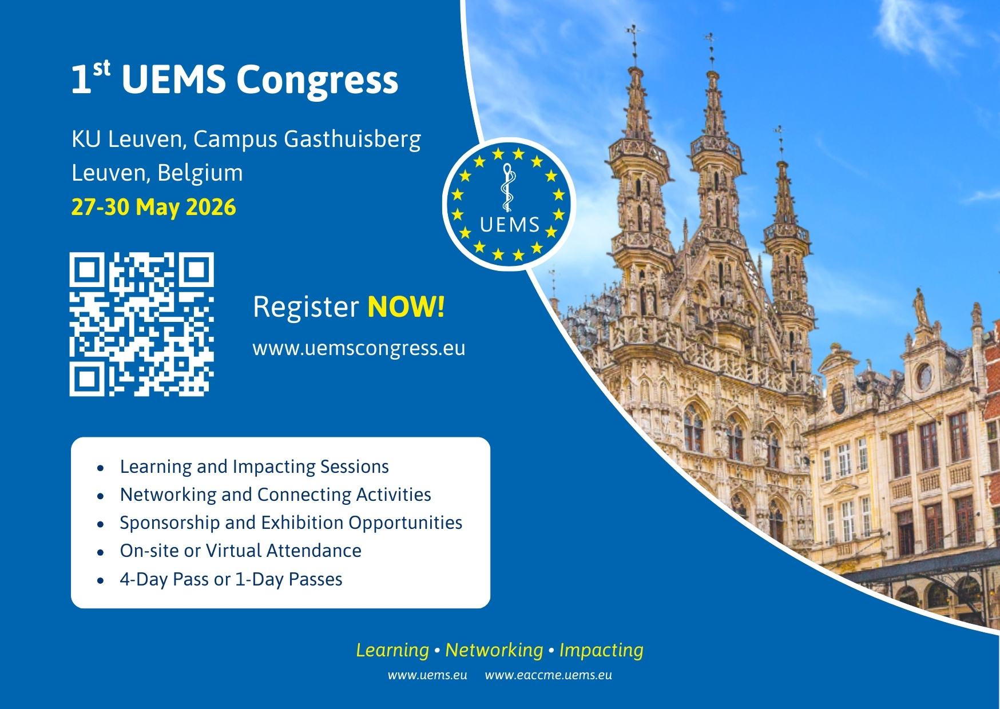 1st UEMS Congress
KU Leuven, Campus Gasthuisberg
Leuven, Belgium
27-30 May 2026
UEMS
Register NOW!
www.uemscongress.eu
• Learning and Impacting Sessions
• Networking and Connecting Activities
• Sponsorship and Exhibition Opportunities
• On-site or Virtual Attendance
• 4-Day Pass or 1-Day Passes
Learning • Networking • Impacting
www.uems.eu www.eaccme.uems.eu